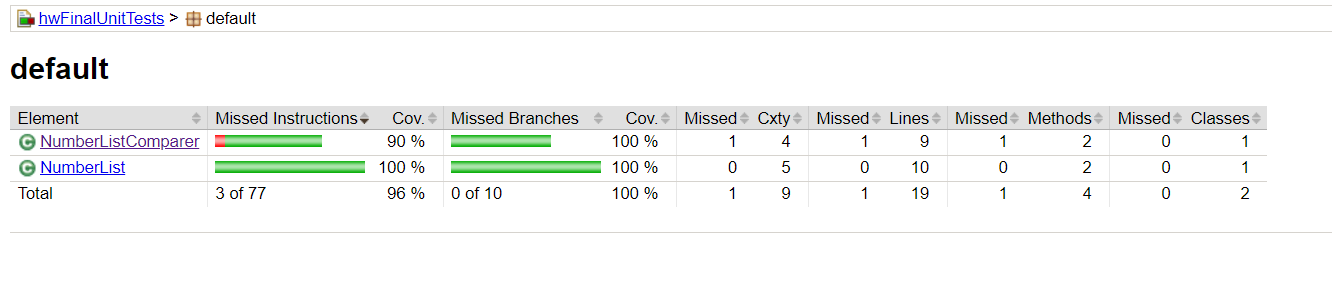 hwFinalUnitTests > default
default
Element Missed Instructions Cov. Missed Branches Cov. Missed Cxty Missed Lines Missed Methods Missed Classes
C NumberListComparer 90 % 100 % 1 4 1 9 1 2 0 1
C NumberList 100 % 100 % 0 5 0 10 0 2 0 1
Total 3 of 77 96 % 0 of 10 100 % 1 9 1 19 1 4 0 2